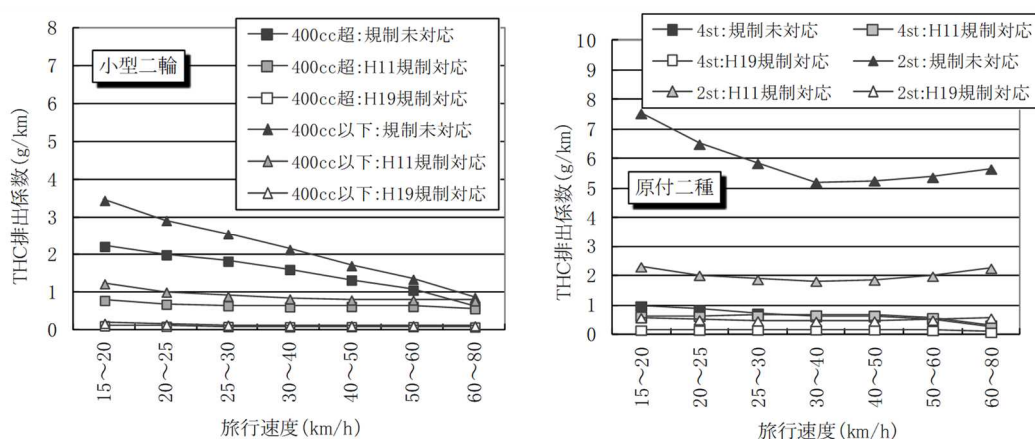 8
7
6
5
4
3
2
1
0
THC排出係数(g/km)
小型二輪
400cc超:規制未対応
400cc超:H11規制対応
400cc超:H19規制対応
400cc以下:規制未対応
400cc以下:H11規制対応
400cc以下:H19規制対応
15～20
20～25
25～30
30～40
40～50
50～60
60～80
旅行速度(km/h)
10
9
8
7
6
5
4
3
2
1
0
THC排出係数(g/km)
4st:規制未対応
4st:H11規制対応
4st:H19規制対応
2st:規制未対応
2st:H11規制対応
2st:H19規制対応
原付二種
15～20
20～25
25～30
30～40
40～50
50～60
60～80
旅行速度(km/h)